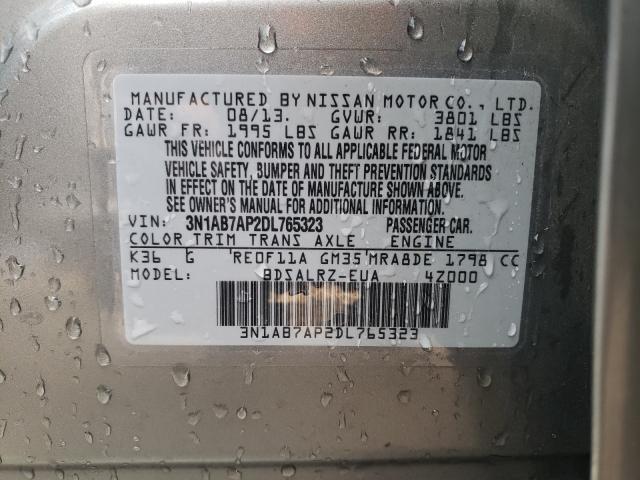 MANUFACTURED BY NISSAN MOTOR CO., LTD.
DATE: 08/13. GVWR: 3801 LBS
GAWR FR: 1995 LBS GAWR RR: 1841 LBS
THIS VEHICLE CONFORMS TO ALL APPLICABLE FEDERAL MOTOR
VEHICLE SAFETY, BUMPER AND THEFT PREVENTION STANDARDS
IN EFFECT ON THE DATE OF MANUFACTURE SHOWN ABOVE.
SEE OWNER'S MANUAL FOR ADDITIONAL INFORMATION.
VIN: 3N1AB7AP2DL765323 PASSENGER CAR.
COLOR TRIM TRANS AXLE ENGINE
K36 G RE0F11A GM35 MRA8DE 1798 CC
MODEL: BDSALRZ-EUA 4Z000
3N1AB7AP2DL765323